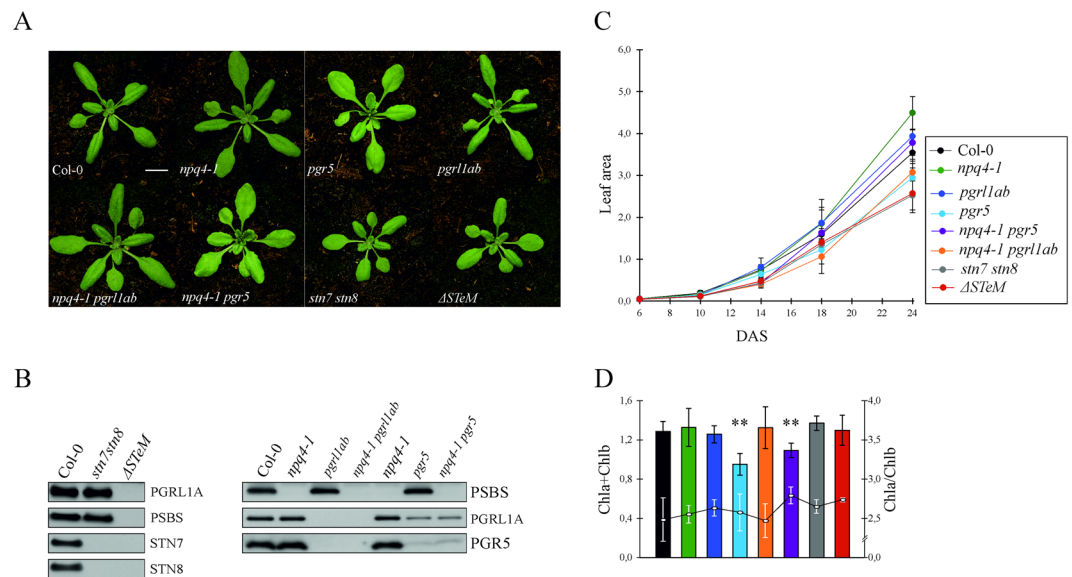 A
Col-0
npq4-1
pgr5
pgrl1ab
npq4-1 pgrl1ab
npq4-1 pgr5
stn7 stn8
ΔSTeM
B
Col-0
stn7stn8
ΔSTeM
PGRL1A
PSBS
STN7
STN8
Col-0
npq4-1
pgrl1ab
npq4-1 pgrl1ab
npq4-1
pgr5
npq4-1 pgr5
PSBS
PGRL1A
PGR5
C
Leaf area
6,0
5,0
4,0
3,0
2,0
1,0
0,0
6 8 10 12 14 16 18 20 22 24
DAS
Col-0
npq4-1
pgrl1ab
pgr5
npq4-1 pgr5
npq4-1 pgrl1ab
stn7 stn8
ΔSTeM
D
Chla+Chlb
1,6
1,2
0,8
0,4
0,0
** **
4,0
3,5
3,0
2,5
0,0
Chla/Chlb